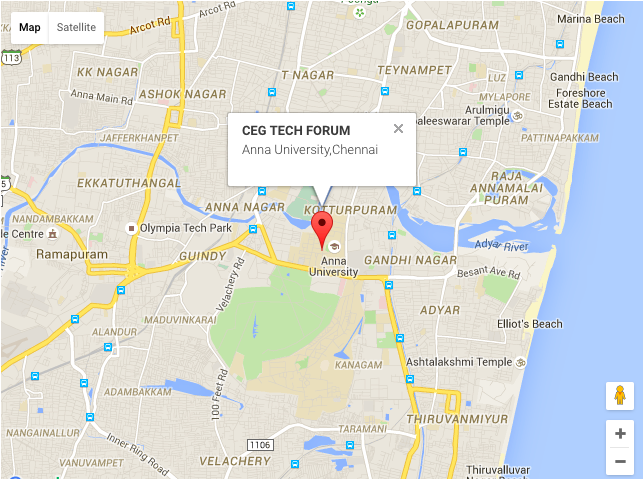 Poonga
Arcot Rd
Arcot Rd
GOPALAPURAM
Marina Beach
Map
Satellite
113
KK NAGAR
T NAGAR
TEYNAMPET
LUZ
Gandhi Beach
Anna Main Rd
ASHOK NAGAR
MYLAPORE
Foreshore
Estate Beach
Arulmigu
paleeswarar Temple
CEG TECH FORUM
Anna University,Chennai
JAFFERKHANPET
PATTINAPAKKAM
5
EKKATTUTHANGAL
RAJA
ANNAMALAI
PURAM
NANDAMBAKKAM
ANNA NAGAR
KOTTURPURAM
le Centre
Olympia Tech Park
Adyar River
Ramapuram
GUINDY
Anna
University
GANDHI NAGAR
Besant Ave Rd
Velachery Rd
ADYAR
MADUVINKARAI
Elliot's Beach
ALANDUR
KANAGAM
Ashtalakshmi Temple
ADAMBAKKAM
100 Feet Rd
THIRUVANMIYUR
NANGAINALLUR
Inner Ring Road
TARAMANI
1106
VANUVAMPET
VELACHERY
Thiruvalluvar